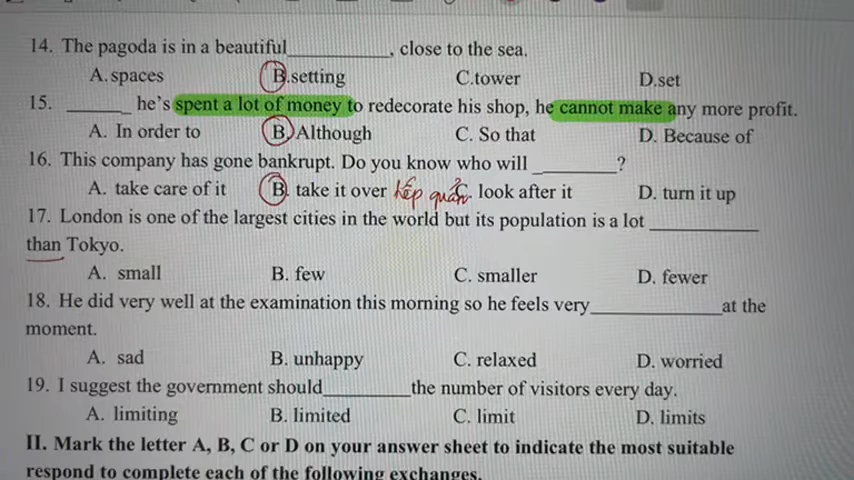 14. The pagoda is in a beautiful__________, close to the sea.
A. spaces B.setting C.tower D.set
15. ______ he's spent a lot of money to redecorate his shop, he cannot make any more profit.
A. In order to B. Although C. So that D. Because of
16. This company has gone bankrupt. Do you know who will ________?
A. take care of it B. take it over tiếp quản C. look after it D. turn it up
17. London is one of the largest cities in the world but its population is a lot __________
than Tokyo.
A. small B. few C. smaller D. fewer
18. He did very well at the examination this morning so he feels very____________at the
moment.
A. sad B. unhappy C. relaxed D. worried
19. I suggest the government should________the number of visitors every day.
A. limiting B. limited C. limit D. limits
II. Mark the letter A, B, C or D on your answer sheet to indicate the most suitable
respond to complete each of the following exchanges.